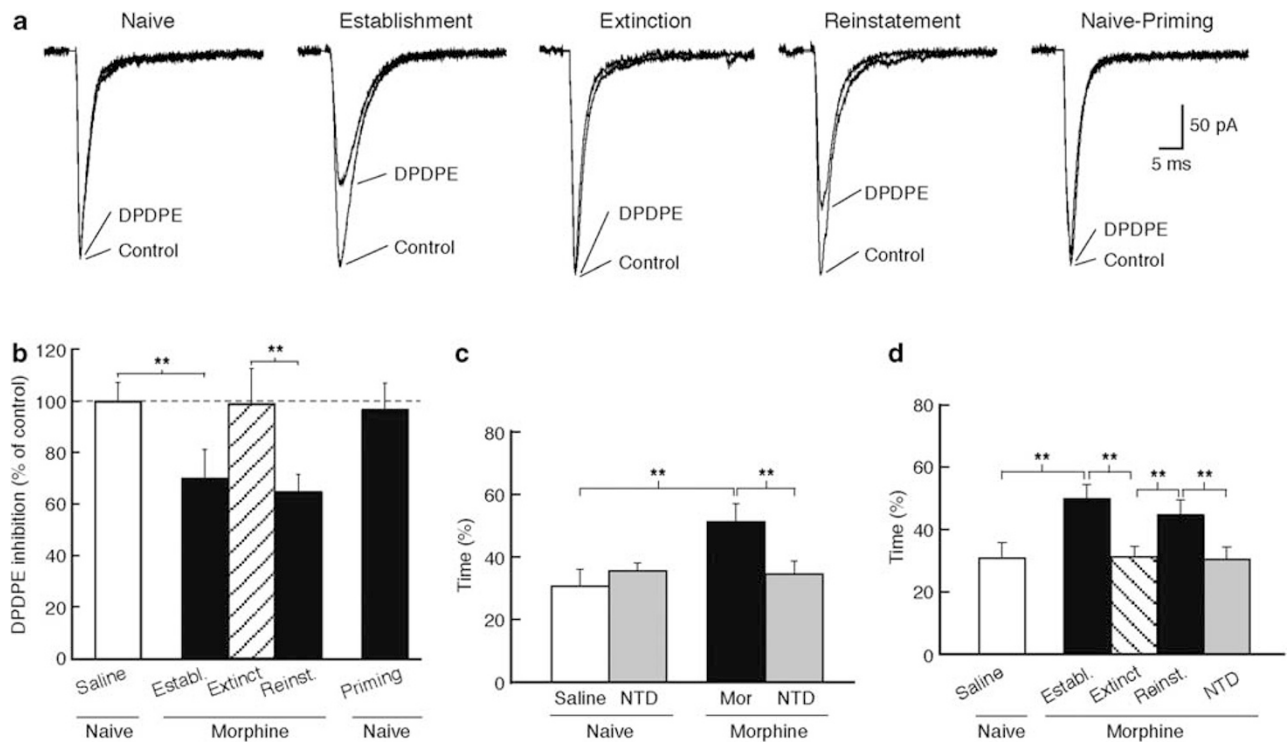 a
Naive
Establishment
Extinction
Reinstatement
Naive-Priming
DPDPE
Control
DPDPE
Control
DPDPE
Control
DPDPE
Control
DPDPE
Control
50 pA
5 ms
b
DPDPE inhibition (% of control)
120
100
80
60
40
20
0
**
**
Saline
Establ.
Extinct
Reinst.
Priming
Naive
Morphine
Naive
c
Time (%)
80
60
40
20
0
**
**
Saline
NTD
Mor
NTD
Naive
Morphine
d
Time (%)
80
60
40
20
0
**
**
**
**
Saline
Establ.
Extinct
Reinst.
NTD
Naive
Morphine